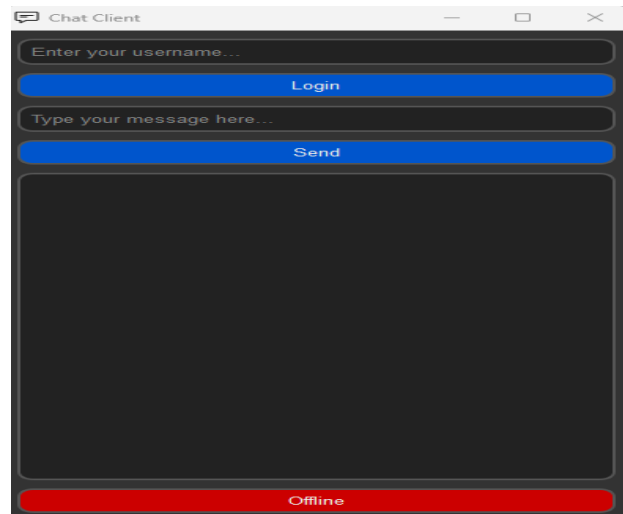 Chat Client
Enter your username...
Login
Type your message here...
Send
Offline